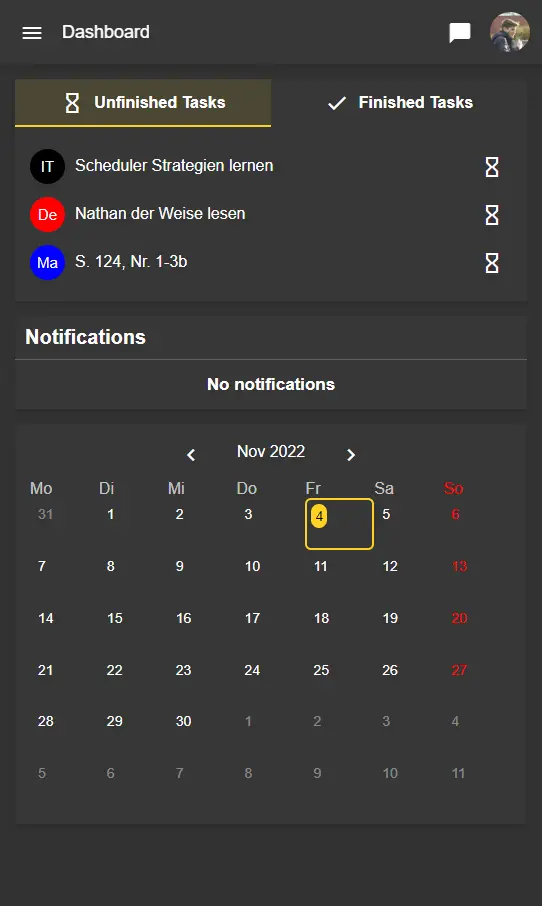 Dashboard
Unfinished Tasks Finished Tasks
IT Scheduler Strategien lernen
De Nathan der Weise lesen
Ma S. 124, Nr. 1-3b
Notifications
No notifications
Nov 2022
Mo Di Mi Do Fr Sa So
31 1 2 3 4 5 6
7 8 9 10 11 12 13
14 15 16 17 18 19 20
21 22 23 24 25 26 27
28 29 30 1 2 3 4
5 6 7 8 9 10 11